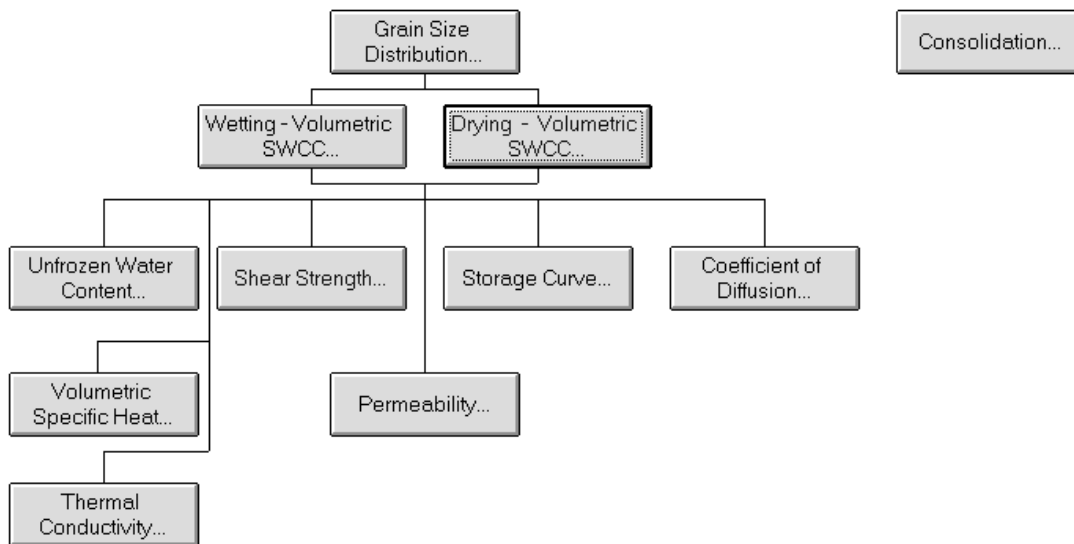 Grain Size
Distribution...
Consolidation...
Wetting - Volumetric
SWCC...
Drying - Volumetric
SWCC...
Unfrozen Water
Content...
Shear Strength...
Storage Curve...
Coefficient of
Diffusion...
Volumetric
Specific Heat...
Permeability...
Thermal
Conductivity...